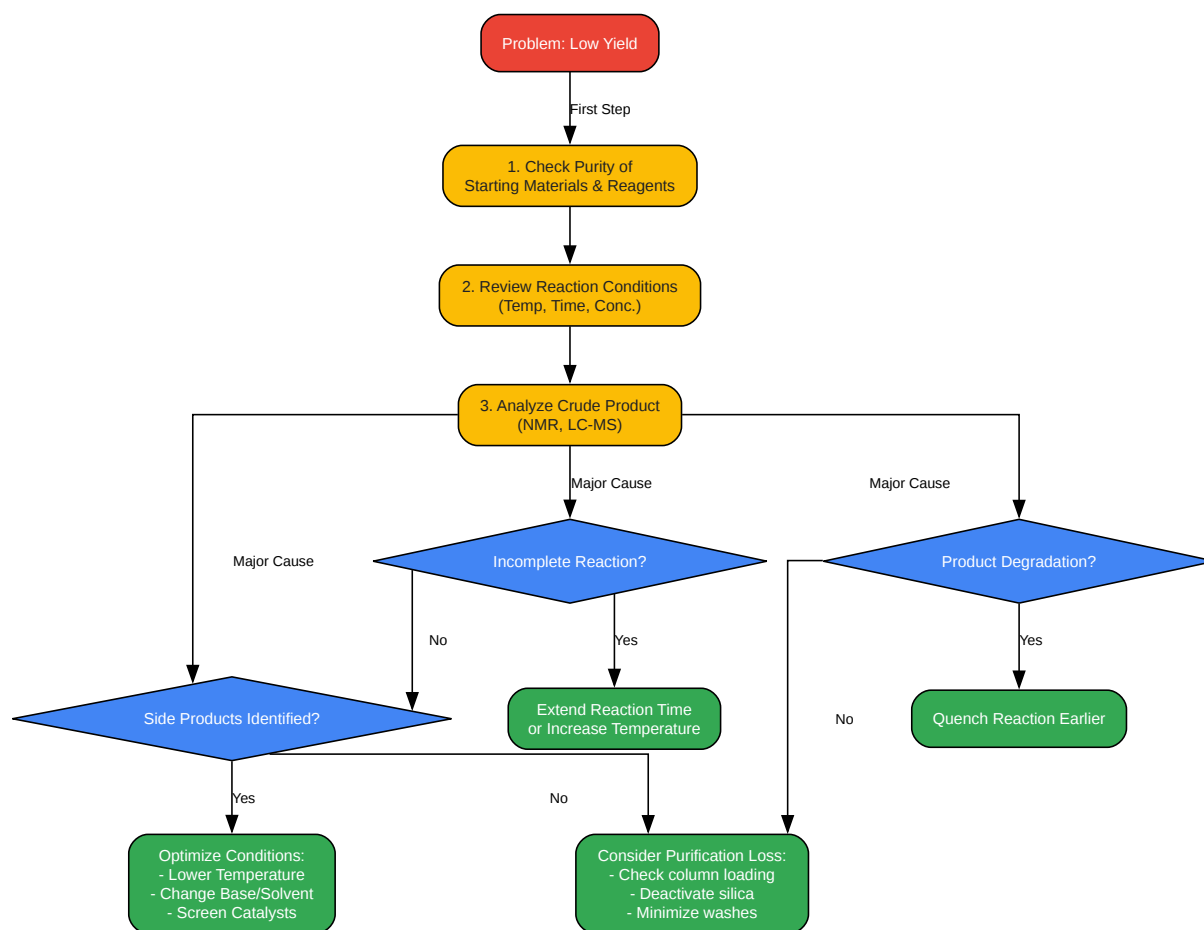 Problem: Low Yield
First Step
1. Check Purity of
Starting Materials & Reagents
2. Review Reaction Conditions
(Temp, Time, Conc.)
3. Analyze Crude Product
(NMR, LC-MS)
Major Cause
Major Cause
Major Cause
Incomplete Reaction?
Product Degradation?
No
Yes
Yes
Side Products Identified?
Extend Reaction Time
or Increase Temperature
No
Quench Reaction Earlier
Yes
No
Optimize Conditions:
- Lower Temperature
- Change Base/Solvent
- Screen Catalysts
Consider Purification Loss:
- Check column loading
- Deactivate silica
- Minimize washes